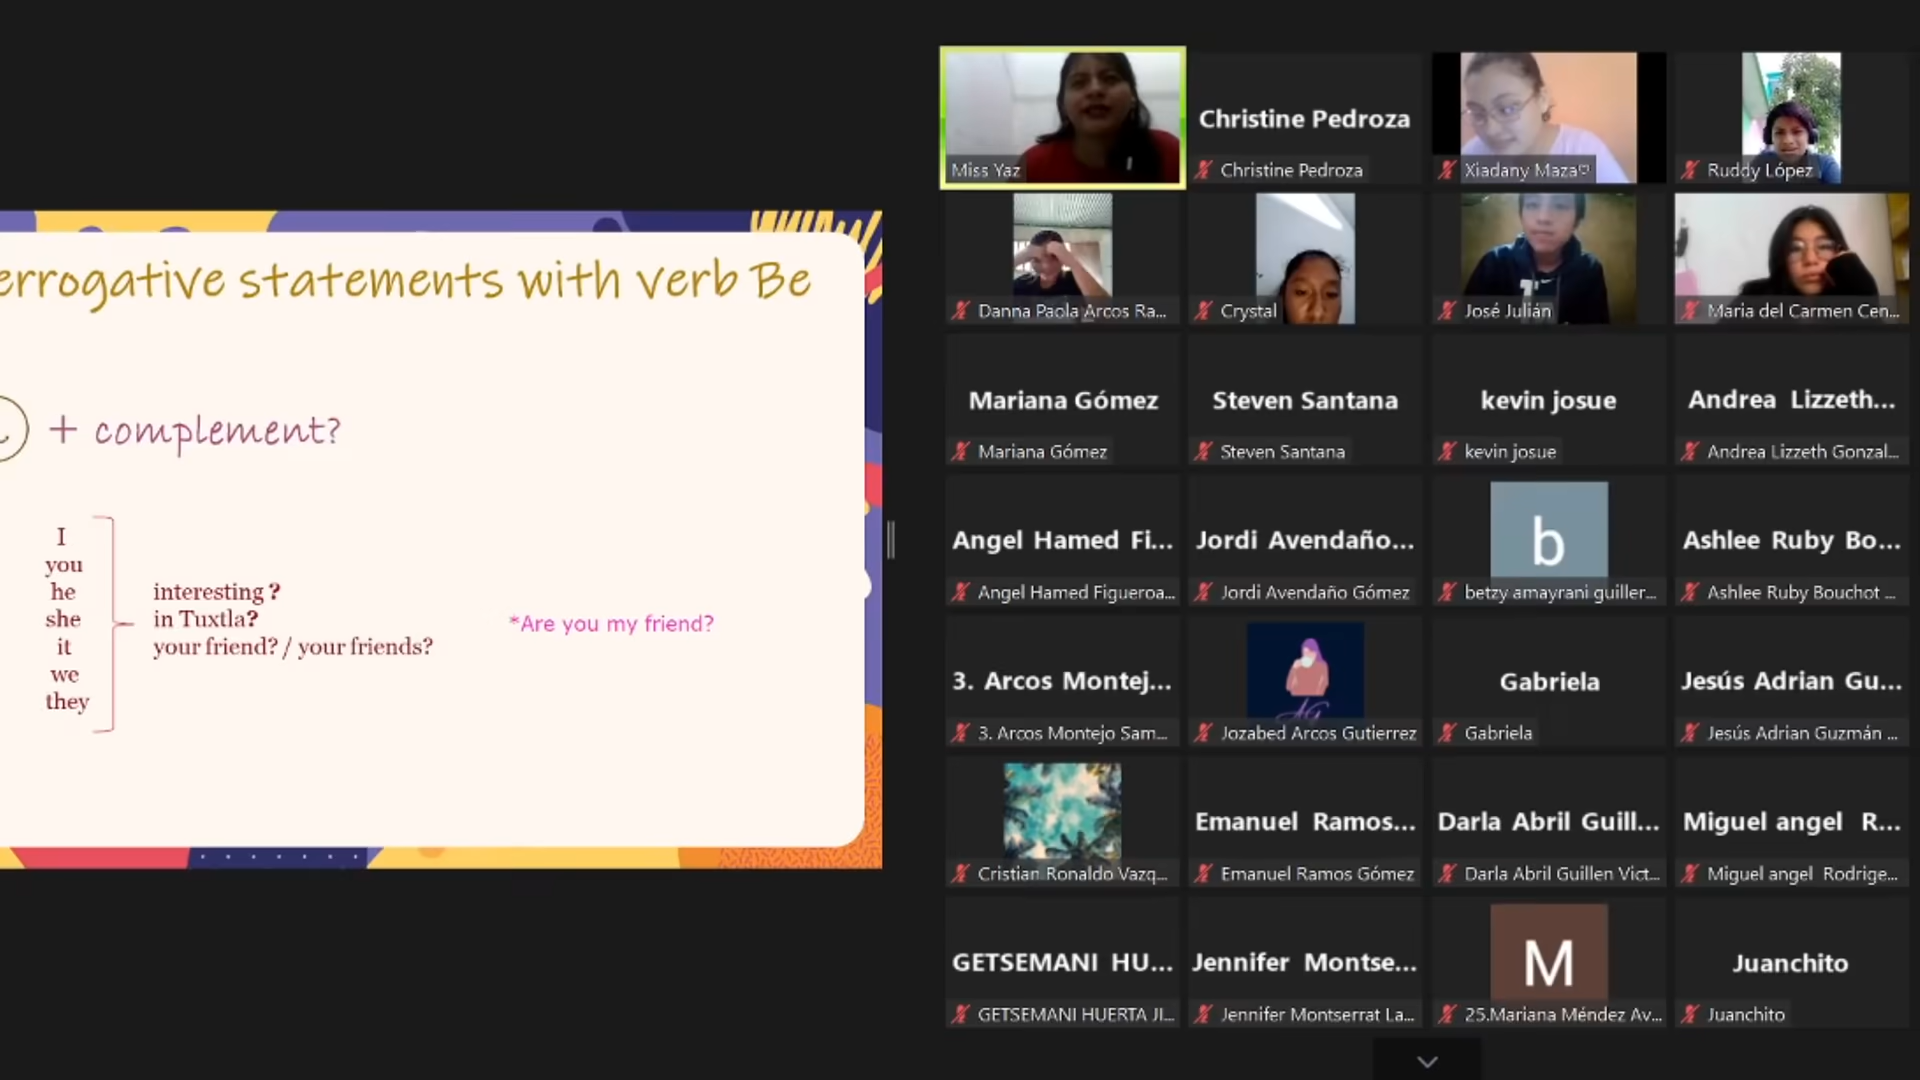 errogative statements with verb Be
+ complement?
I
you
he
she
it
we
they
interesting ?
in Tuxtla?
your friend? / your friends?
*Are you my friend?
Miss Yaz
Christine Pedroza
Christine Pedroza
Xiadany Maza♡
Ruddy López
Danna Paola Arcos Ra...
Crystal
José Julián
Maria del Carmen Cen...
Mariana Gómez
Mariana Gómez
Steven Santana
Steven Santana
kevin josue
kevin josue
Andrea Lizzeth...
Andrea Lizzeth Gonzal...
Angel Hamed Fi...
Angel Hamed Figueroa...
Jordi Avendaño...
Jordi Avendaño Gómez
b
betzy amayrani guiller...
Ashlee Ruby Bo...
Ashlee Ruby Bouchot ...
3. Arcos Montej...
3. Arcos Montejo Sam...
AG
Jozabed Arcos Gutierrez
Gabriela
Gabriela
Jesús Adrian Gu...
Jesús Adrian Guzmán ...
Cristian Ronaldo Vazq...
Emanuel Ramos...
Emanuel Ramos Gómez
Darla Abril Guill...
Darla Abril Guillen Vict...
Miguel angel R...
Miguel angel Rodrige...
GETSEMANI HU...
GETSEMANI HUERTA JI...
Jennifer Montse...
Jennifer Montserrat La...
M
25.Mariana Méndez Av...
Juanchito
Juanchito